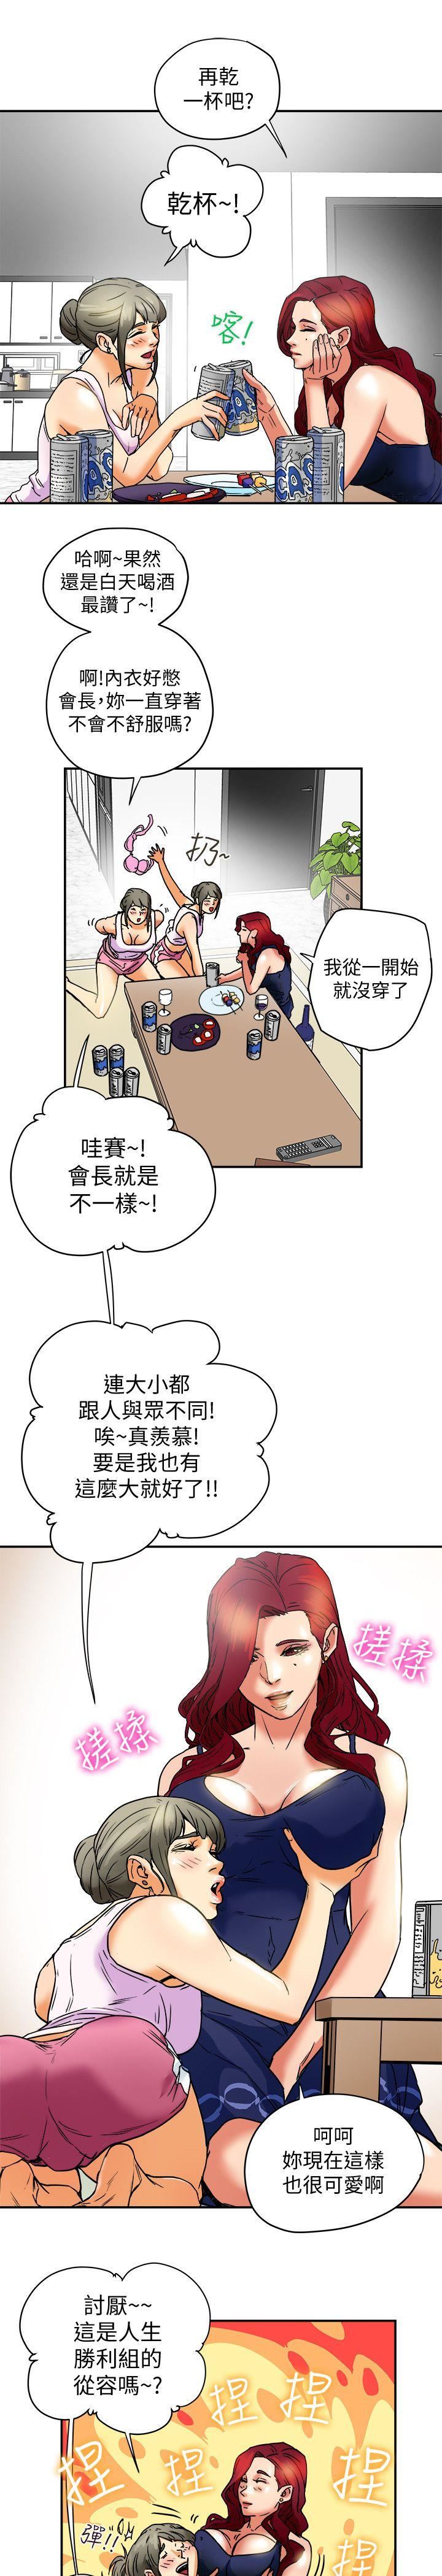 再乾
一杯吧?
乾杯~!
喀!
哈啊~果然
還是白天喝酒
最讚了~!
啊!內衣好憋
會長,妳一直穿著
不會不舒服嗎?
扔~
我從一開始
就沒穿了
哇賽~!
會長就是
不一樣~!
連大小都
跟人與眾不同!
唉~真羨慕!
要是我也有
這麼大就好了!!
搓揉
搓揉
呵呵
妳現在這樣
也很可愛啊
討厭~~
這是人生
勝利組的
從容嗎~?
捏
捏
捏
捏
捏
捏
彈!!